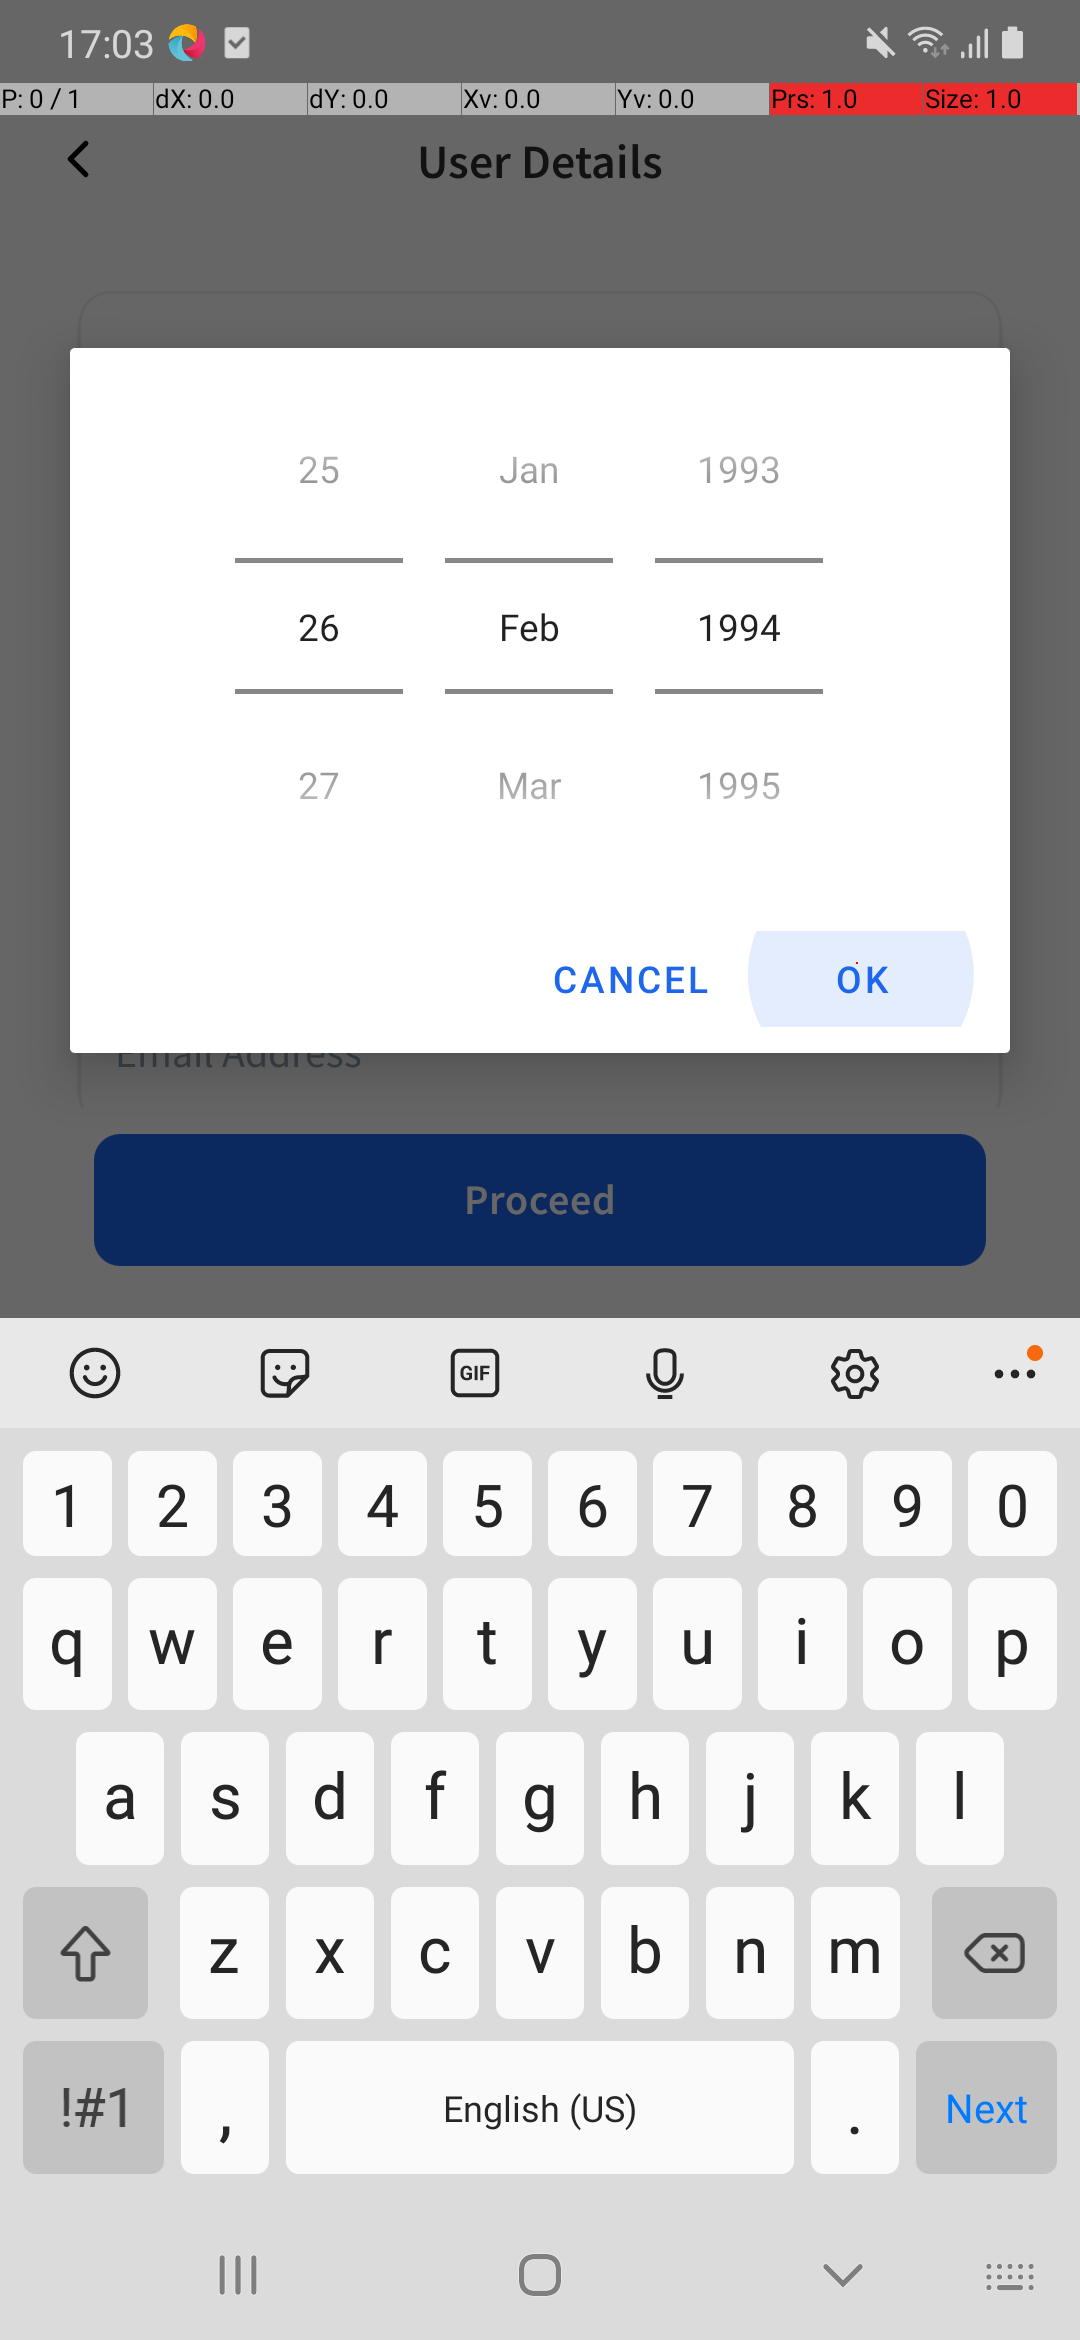 17:03
P: 0 / 1 dX: 0.0 dY: 0.0 Xv: 0.0 Yv: 0.0 Prs: 1.0 Size: 1.0
User Details
25 Jan 1993
26 Feb 1994
27 Mar 1995
CANCEL OK
Email Address
Proceed
GIF
1 2 3 4 5 6 7 8 9 0
q w e r t y u i o p
a s d f g h j k l
z x c v b n m
!#1 , English (US) . Next